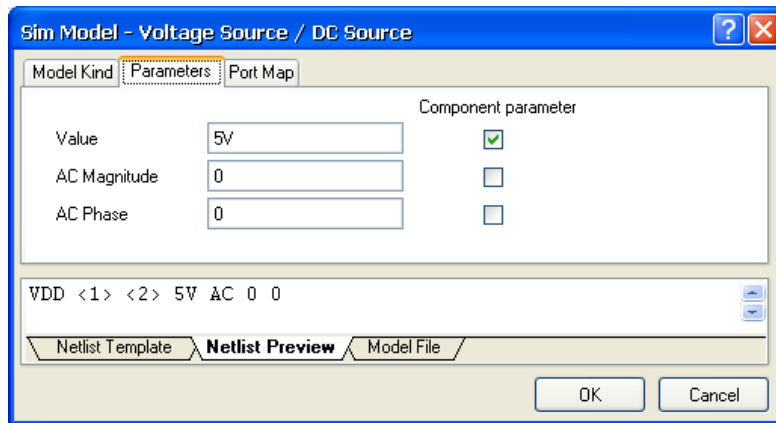 Sim Model - Voltage Source / DC Source
Model Kind Parameters Port Map
Component parameter
Value 5V
AC Magnitude 0
AC Phase 0
VDD <1> <2> 5V AC 0 0
Netlist Template Netlist Preview Model File
OK Cancel